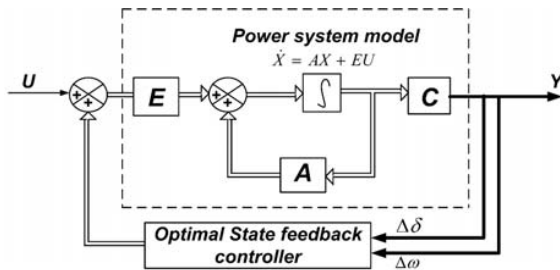 Power system model
Ẋ = AX + EU
U
+
+
E
+
+
∫
C
Y
A
Optimal State feedback
controller
Δδ
Δω